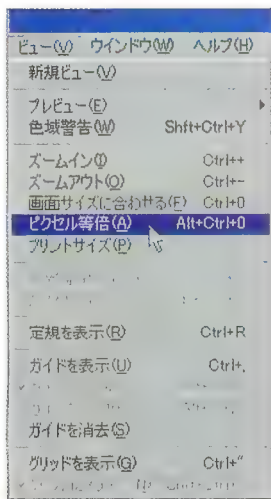 ビュー(V) ウインドウ(W) ヘルプ(H)
新規ビュー(V)
プレビュー(E)
色域警告(W) Shft+Ctrl+Y
ズームイン(I) Ctrl++
ズームアウト(O) Ctrl+-
画面サイズに合わせる(F) Ctrl+0
ピクセル等倍(A) Alt+Ctrl+0
プリントサイズ(P)
定規を表示(R) Ctrl+R
ガイドを表示(U) Ctrl+,
ガイドを消去(S)
グリッドを表示(G) Ctrl+"